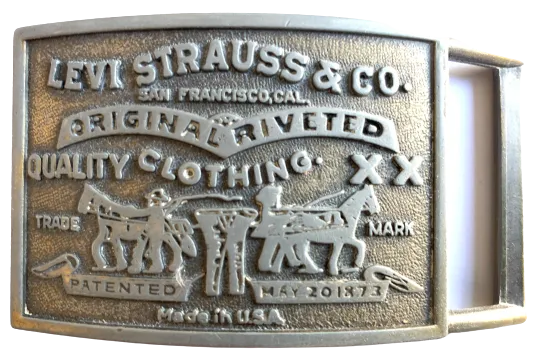 LEVI STRAUSS & CO.
SAN FRANCISCO, CAL.
ORIGINAL RIVETED
QUALITY CLOTHING. XX
TRADE MARK
PATENTED MAY 20 1873
Made in U.S.A